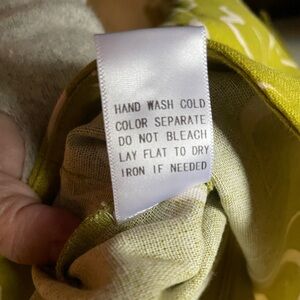 HAND WASH COLD
COLOR SEPARATE
DO NOT BLEACH
LAY FLAT TO DRY
IRON IF NEEDED